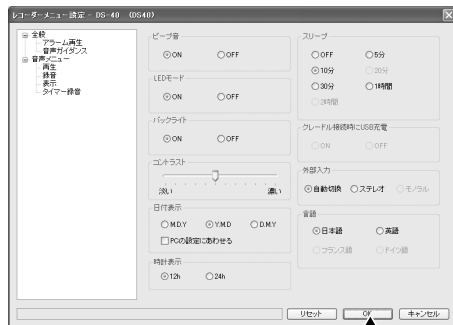 レコーダーメニュー設定 - DS-40 (DS40)
全般
アラーム再生
音声ガイダンス
音声メニュー
再生
録音
表示
タイマー録音
ビープ音
ON OFF
LEDモード
ON OFF
バックライト
ON OFF
コントラスト
淡い 濃い
日付表示
M.D.Y Y.M.D D.M.Y
PCの設定にあわせる
時計表示
12h 24h
スリープ
OFF 5分
10分 20分
30分 1時間
2時間
クレードル接続時にUSB充電
ON OFF
外部入力
自動切換 ステレオ モノラル
言語
日本語 英語
フランス語 ドイツ語
リセット OK キャンセル